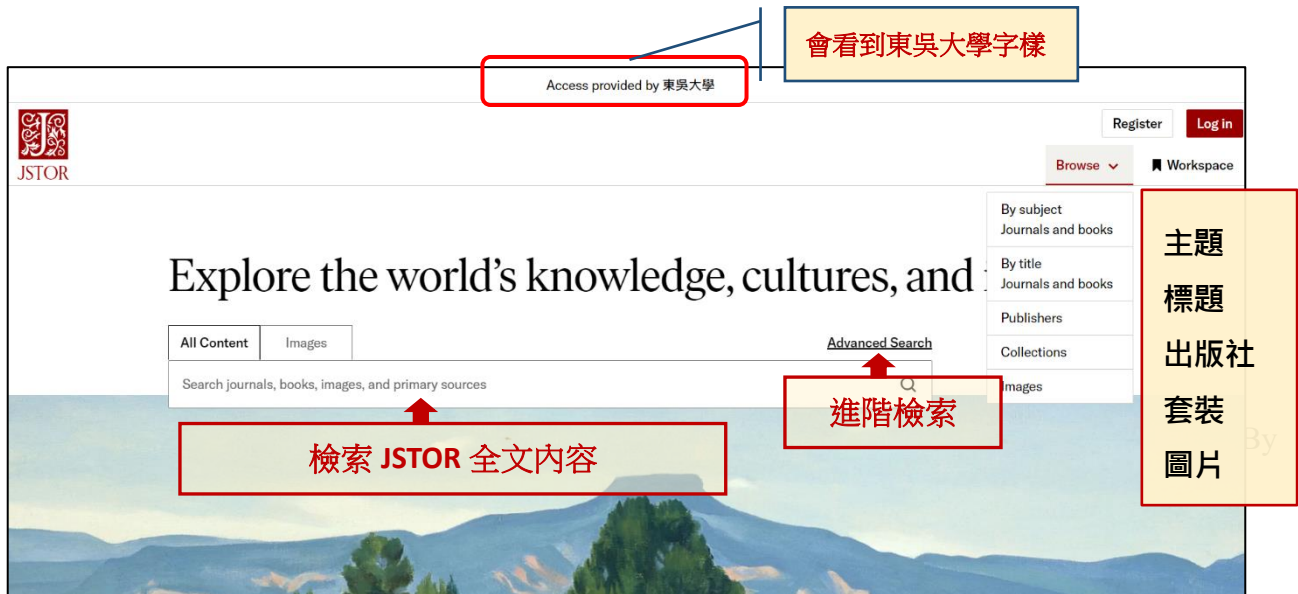 會看到東吳大學字樣
Access provided by 東吳大學
JSTOR
Register
Log in
Browse
Workspace
By subject
Journals and books
By title
Journals and books
Publishers
Collections
Images
主題
標題
出版社
套裝
圖片
Explore the world's knowledge, cultures, and
All Content
Images
Advanced Search
Search journals, books, images, and primary sources
進階檢索
檢索 JSTOR 全文內容
By